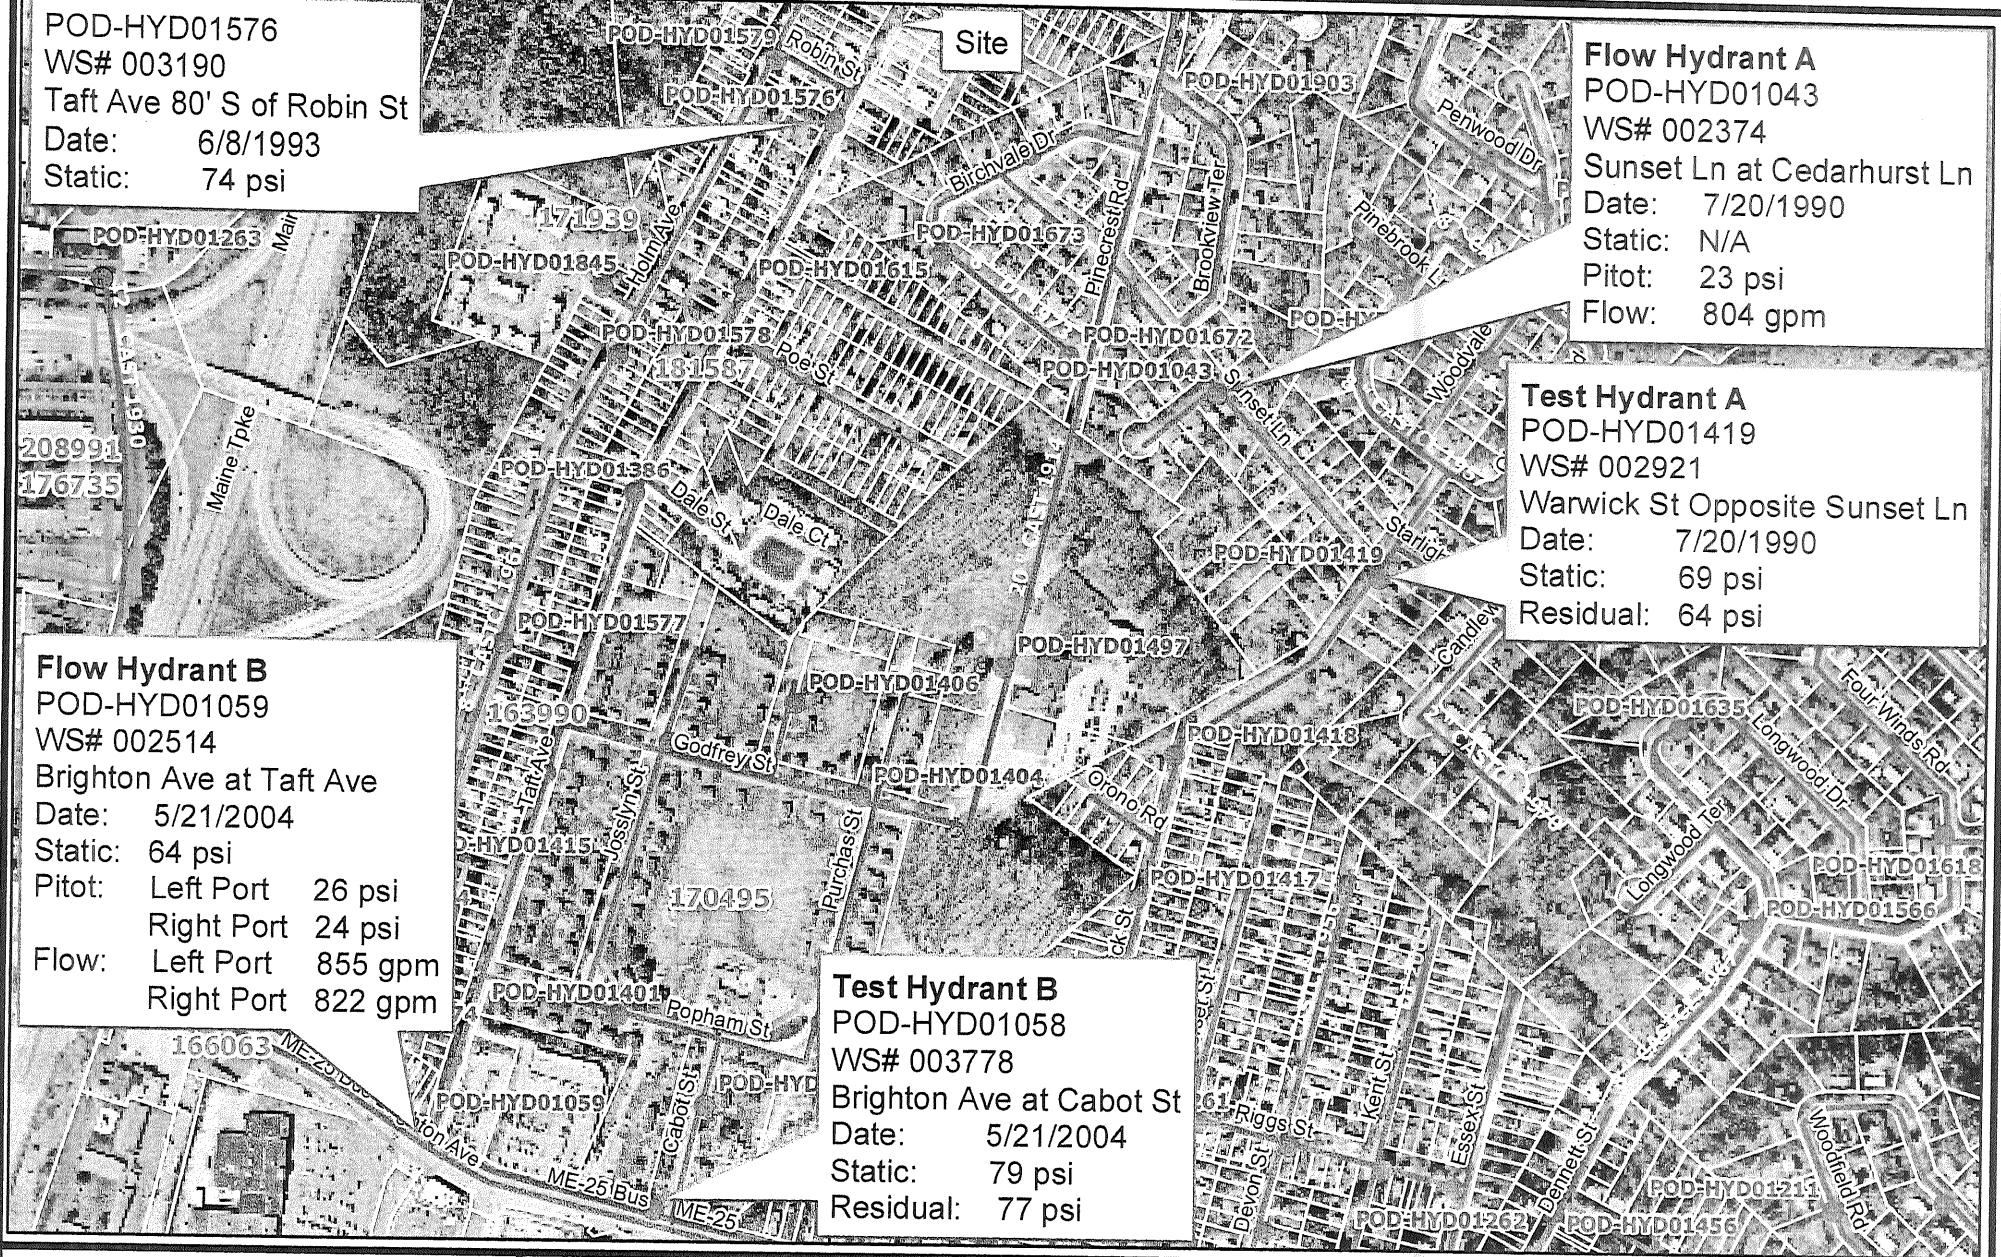 POD-HYD01576
WS# 003190
Taft Ave 80' S of Robin St
Date: 6/8/1993
Static: 74 psi
Site
Flow Hydrant A
POD-HYD01043
WS# 002374
Sunset Ln at Cedarhurst Ln
Date: 7/20/1990
Static: N/A
Pitot: 23 psi
Flow: 804 gpm
Test Hydrant A
POD-HYD01419
WS# 002921
Warwick St Opposite Sunset Ln
Date: 7/20/1990
Static: 69 psi
Residual: 64 psi
Flow Hydrant B
POD-HYD01059
WS# 002514
Brighton Ave at Taft Ave
Date: 5/21/2004
Static: 64 psi
Pitot: Left Port 26 psi
Right Port 24 psi
Flow: Left Port 855 gpm
Right Port 822 gpm
Test Hydrant B
POD-HYD01058
WS# 003778
Brighton Ave at Cabot St
Date: 5/21/2004
Static: 79 psi
Residual: 77 psi
POD-HYD01579
Robin St
POD-HYD01576
POD-HYD01903
Penwood Dr
Birchvale Dr
Pinecrest Rd
Brookview Ter
Pinebrook Ln
POD-HYD01263
171939
Holm Ave
POD-HYD01673
POD-HYD01845
POD-HYD01615
POD-HYD01578
181587
Poe St
POD-HYD01672
POD-HYD01043
Sunset Ln
CAST 1930
Maine Tpke
208991
176735
POD-HYD01386
Dale St
Dale Ct
20" CAST 1914
POD-HYD01419
POD-HYD01577
POD-HYD01497
POD-HYD01406
163990
POD-HYD01418
POD-HYD01635
Four Winds Rd
Longwood Dr
Godfrey St
Taft Ave
Josslyn St
POD-HYD01404
Orono Rd
Purchas St
Longwood Ter
POD-HYD01618
170495
POD-HYD01417
POD-HYD01566
POD-HYD01401
Popham St
166063
POD-HYD01059
Cabot St
ME-25 Bus
ME-25
Riggs St
Kent St
Essex St
Devon St
Dennett St
Woodfield Rd
POD-HYD01211
POD-HYD01262
POD-HYD01456